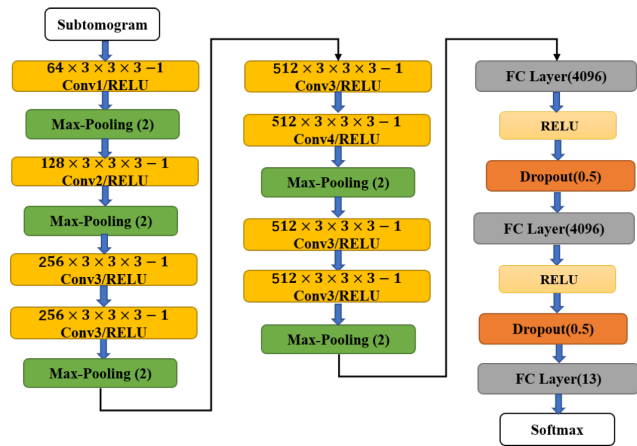 Subtomogram
64 × 3 × 3 × 3 −1
Conv1/RELU
Max-Pooling (2)
128 × 3 × 3 × 3 − 1
Conv2/RELU
Max-Pooling (2)
256 × 3 × 3 × 3 − 1
Conv3/RELU
256 × 3 × 3 × 3 − 1
Conv3/RELU
Max-Pooling (2)
512 × 3 × 3 × 3 − 1
Conv3/RELU
512 × 3 × 3 × 3 − 1
Conv4/RELU
Max-Pooling (2)
512 × 3 × 3 × 3 − 1
Conv3/RELU
512 × 3 × 3 × 3 − 1
Conv3/RELU
Max-Pooling (2)
FC Layer(4096)
RELU
Dropout(0.5)
FC Layer(4096)
RELU
Dropout(0.5)
FC Layer(13)
Softmax